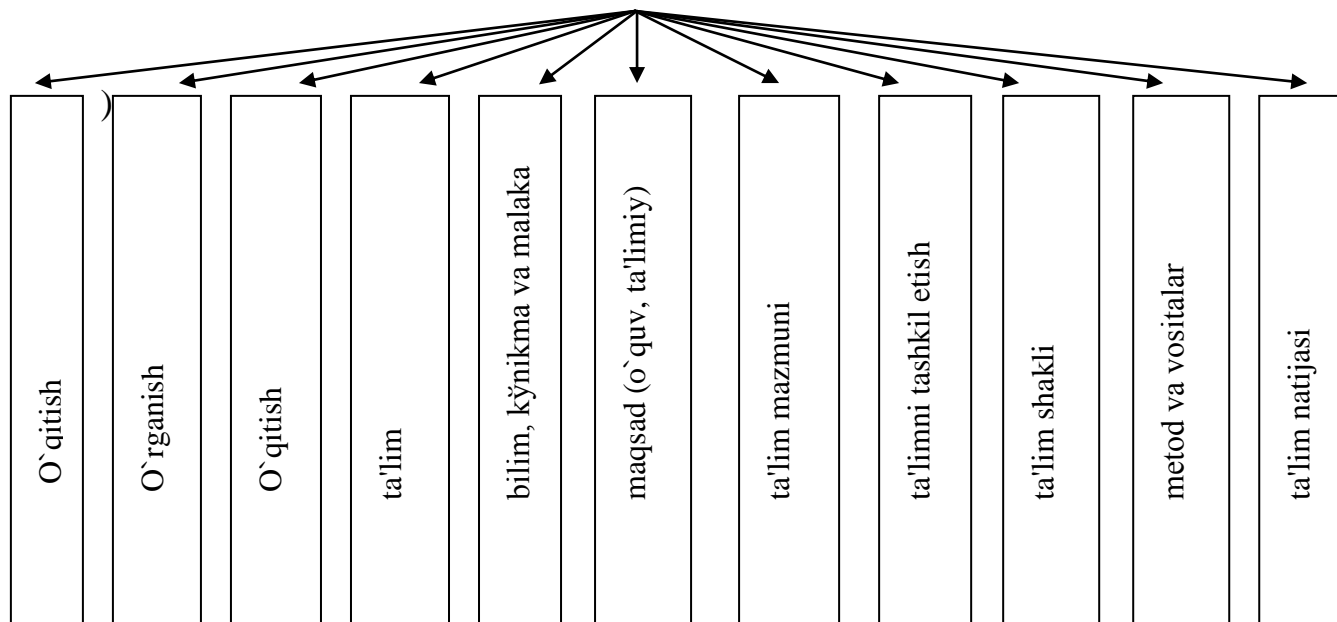 O`qitish
)
O`rganish
O`qitish
ta'lim
bilim, kўnikma va malaka
maqsad (o`quv, ta'limiy)
ta'lim mazmuni
ta'limni tashkil etish
ta'lim shakli
metod va vositalar
ta'lim natijasi